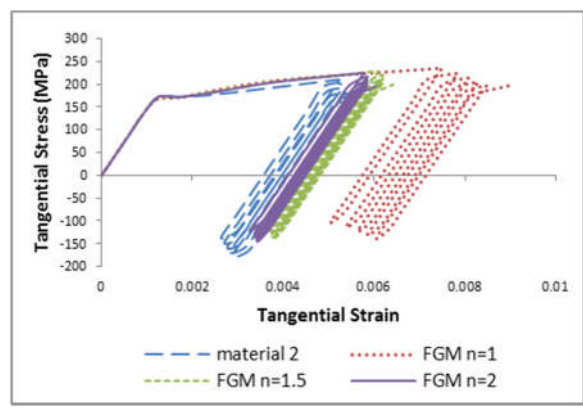 300
250
200
150
100
50
0
-50
-100
-150
-200
Tangential Stress (MPa)
0 0.002 0.004 0.006 0.008 0.01
Tangential Strain
material 2 FGM n=1
FGM n=1.5 FGM n=2